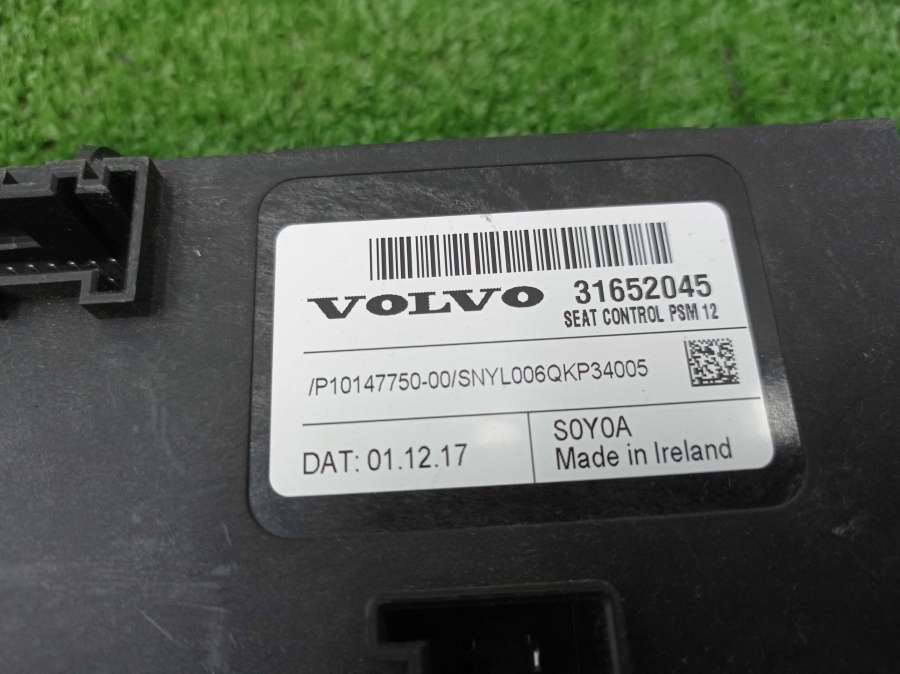 VOLVO 31652045
SEAT CONTROL PSM 12
/P10147750-00/SNYL006QKP34005
DAT: 01.12.17
S0Y0A
Made in Ireland